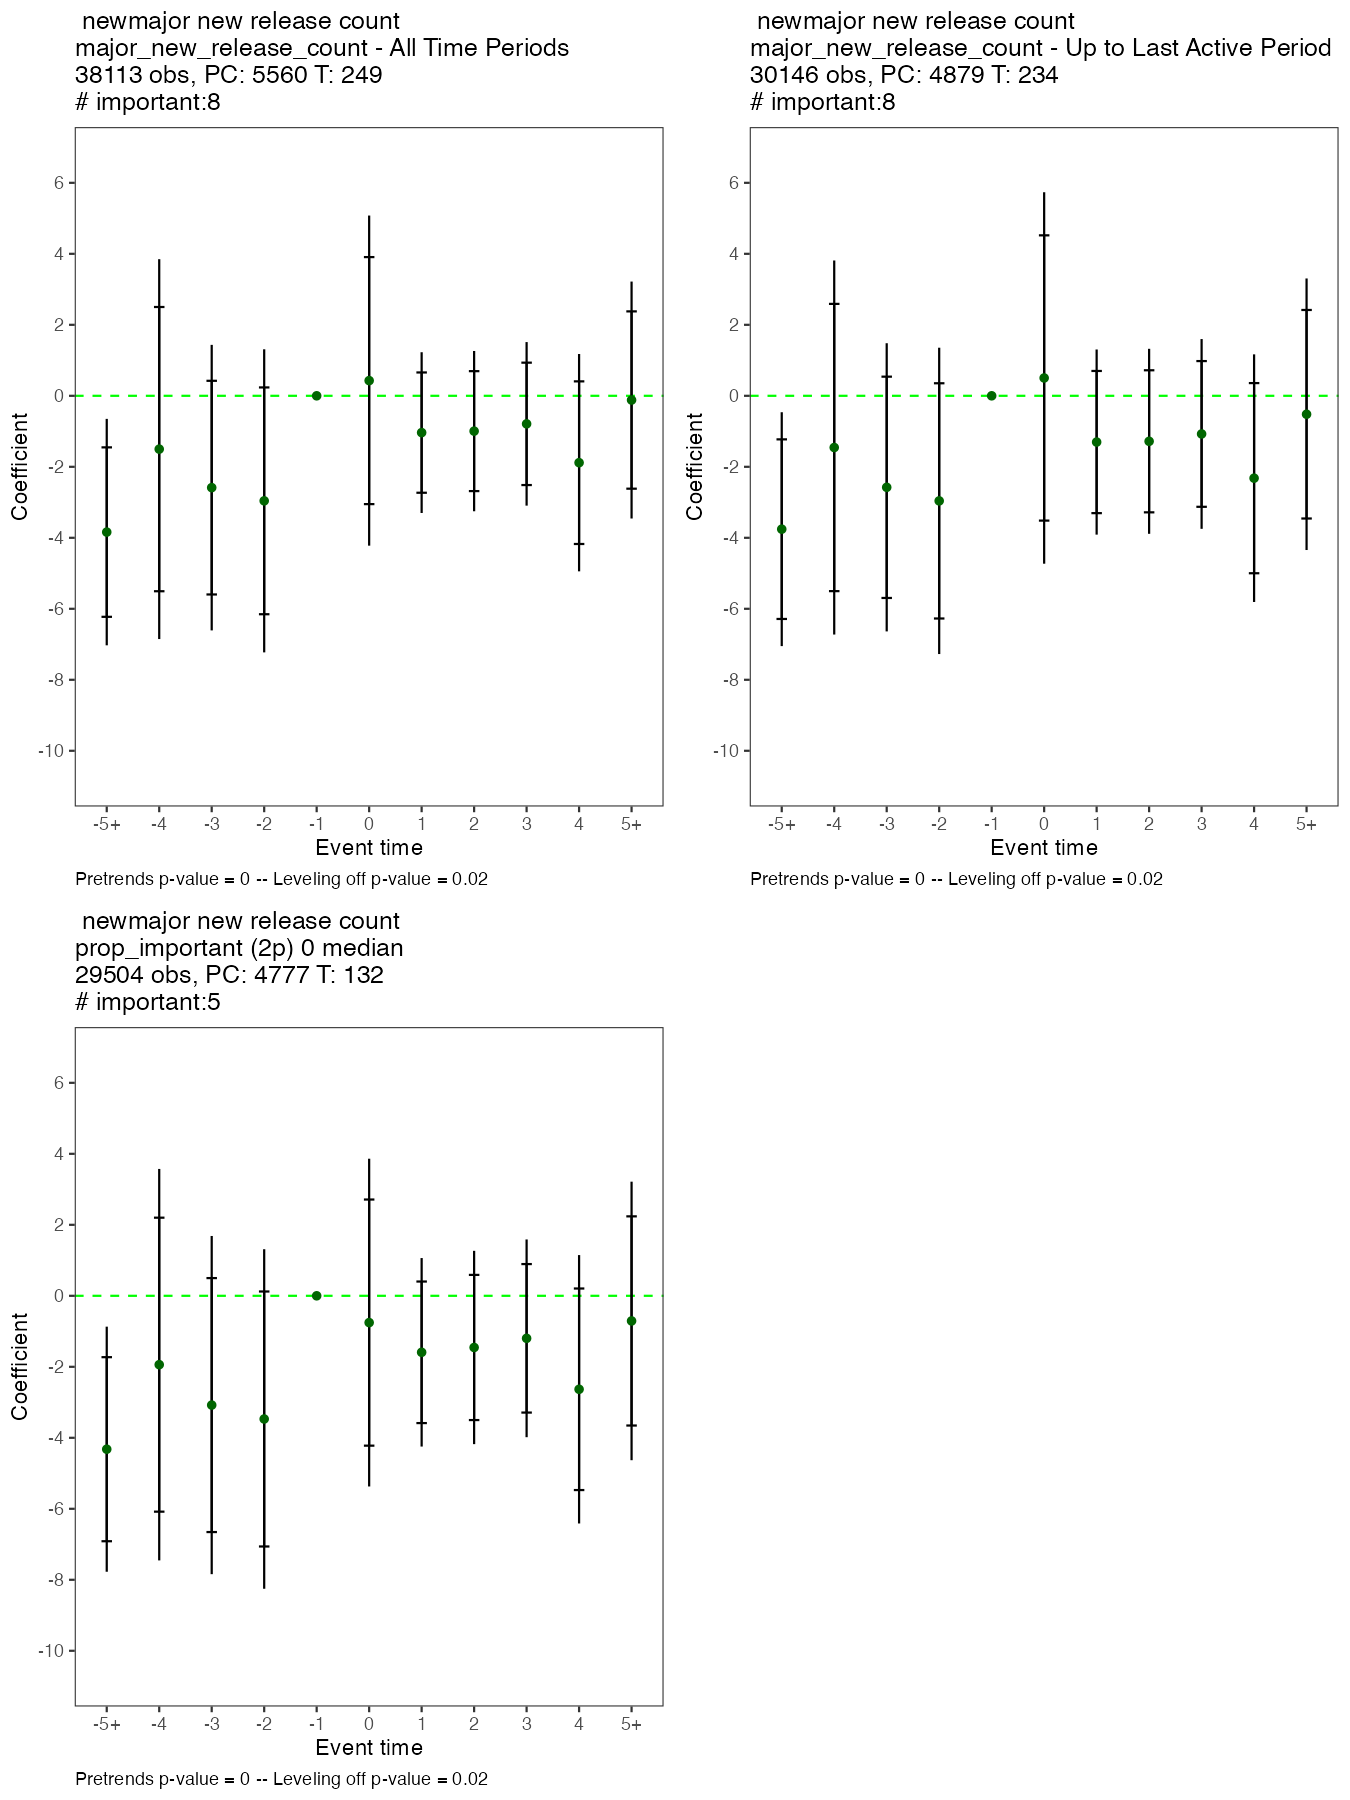 newmajor new release count
major_new_release_count - All Time Periods
38113 obs, PC: 5560 T: 249
# important:8
6
4
2
0
-2
-4
-6
-8
-10
Coefficient
-5+ -4 -3 -2 -1 0 1 2 3 4 5+
Event time
Pretrends p-value = 0 -- Leveling off p-value = 0.02
newmajor new release count
major_new_release_count - Up to Last Active Period
30146 obs, PC: 4879 T: 234
# important:8
6
4
2
0
-2
-4
-6
-8
-10
Coefficient
-5+ -4 -3 -2 -1 0 1 2 3 4 5+
Event time
Pretrends p-value = 0 -- Leveling off p-value = 0.02
newmajor new release count
prop_important (2p) 0 median
29504 obs, PC: 4777 T: 132
# important:5
6
4
2
0
-2
-4
-6
-8
-10
Coefficient
-5+ -4 -3 -2 -1 0 1 2 3 4 5+
Event time
Pretrends p-value = 0 -- Leveling off p-value = 0.02